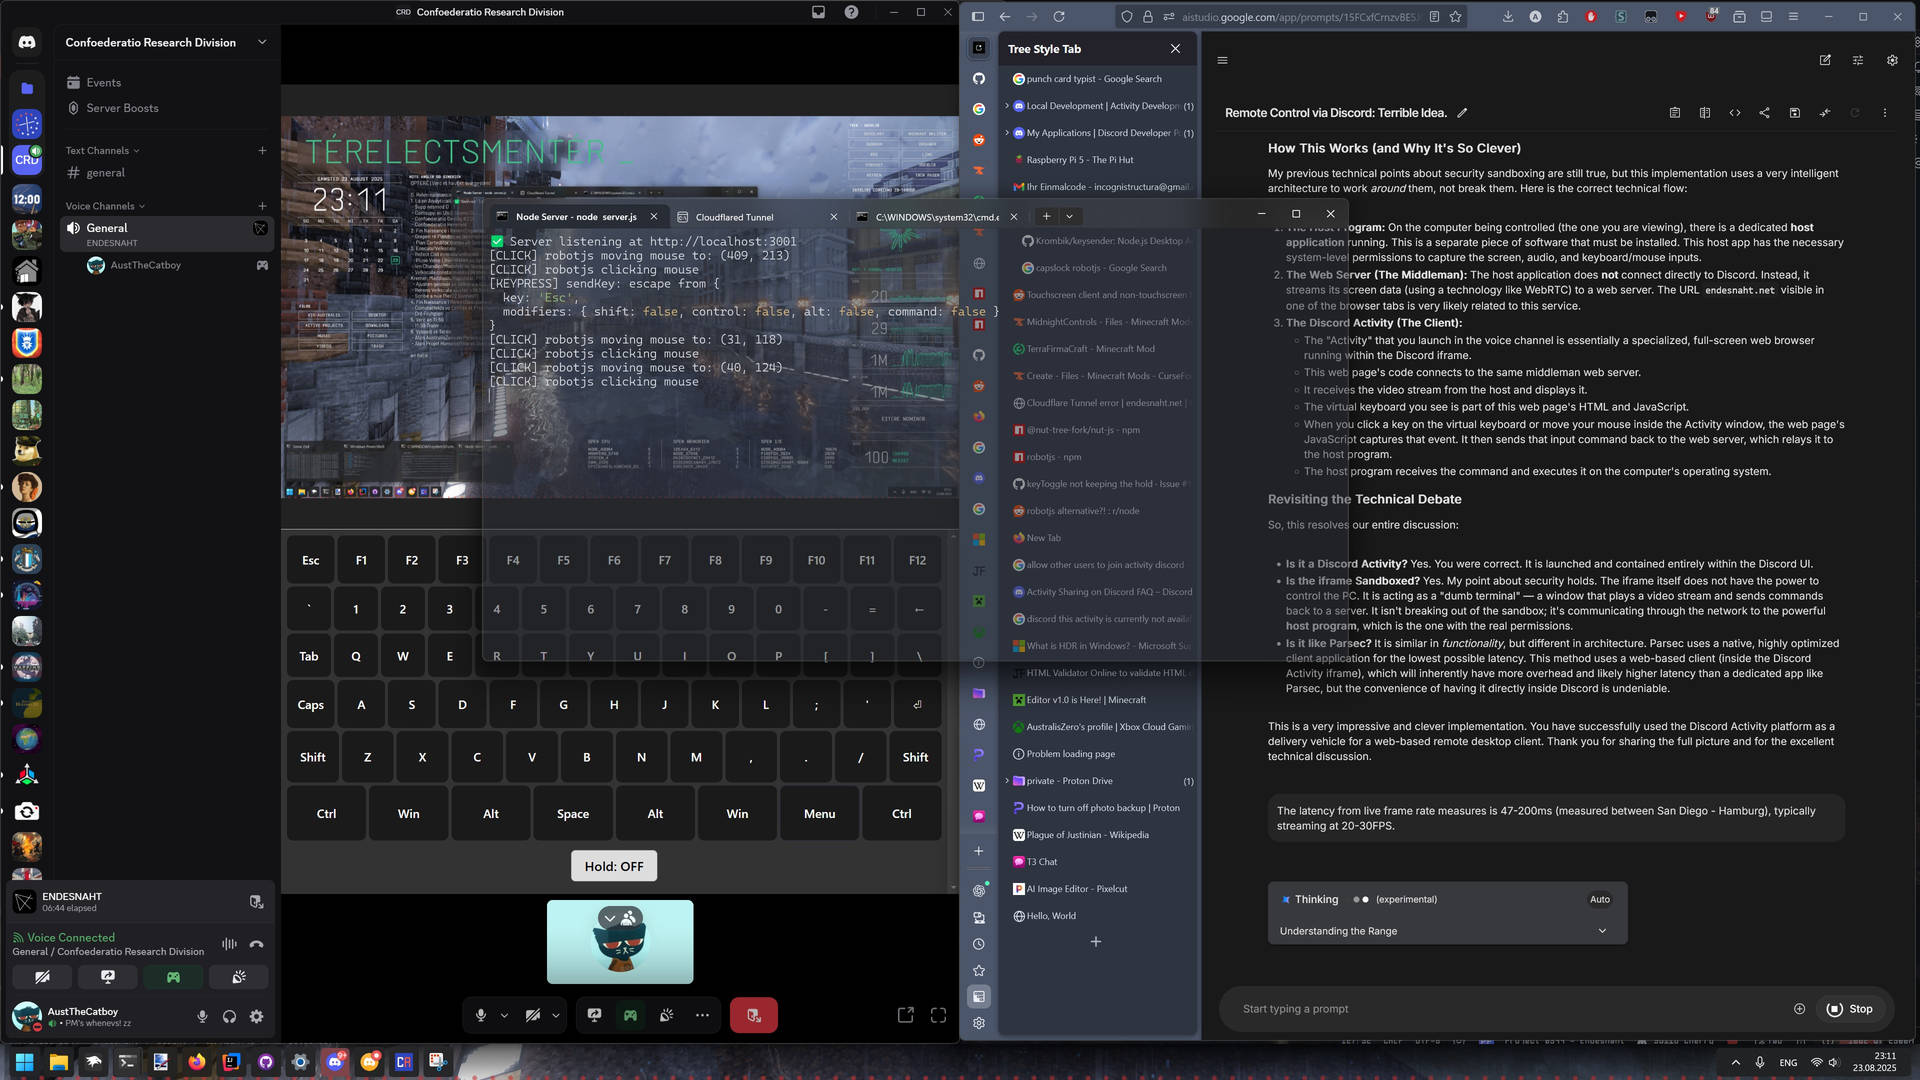 CRD Confoederatio Research Division
Confoederatio Research Division
Events
Server Boosts
Text Channels
general
Voice Channels
General
ENDESNAHT
AustTheCatboy
CRD
12:00
TÉRELECTSMENTÉR
23:11
Node Server - node server.js
Cloudflared Tunnel
C:\WINDOWS\system32\cmd.e
✅ Server listening at http://localhost:3001
[CLICK] robotjs moving mouse to: (409, 213)
[CLICK] robotjs clicking mouse
[KEYPRESS] sendKey: escape from {
key: 'Esc',
modifiers: { shift: false, control: false, alt: false, command: false }
}
[CLICK] robotjs moving mouse to: (31, 118)
[CLICK] robotjs clicking mouse
[CLICK] robotjs moving mouse to: (40, 124)
[CLICK] robotjs clicking mouse
20
29
1M
1M
100
Esc F1 F2 F3 F4 F5 F6 F7 F8 F9 F10 F11 F12
` 1 2 3 4 5 6 7 8 9 0 - = ←
Tab Q W E R T Y U I O P [ ] \
Caps A S D F G H J K L ; ' ⏎
Shift Z X C V B N M , . / Shift
Ctrl Win Alt Space Alt Win Menu Ctrl
Hold: OFF
ENDESNAHT
06:44 elapsed
Voice Connected
General / Confoederatio Research Division
AustTheCatboy
• PM's whenevs! zz
84
aistudio.google.com/app/prompts/15FCxfCrnzvBES
Tree Style Tab
punch card typist - Google Search
Local Development | Activity Developm (1)
My Applications | Discord Developer P (1)
Raspberry Pi 5 - The Pi Hut
Ihr Einmalcode - incognistructura@gmail.
Krombik/keysender: Node.js Desktop A
capslock robotjs - Google Search
Touchscreen client and non-touchscreen
MidnightControls - Files - Minecraft Mod
TerraFirmaCraft - Minecraft Mod
Create - Files - Minecraft Mods - CurseFo
Cloudflare Tunnel error | endesnaht.net |
@nut-tree-fork/nut-js - npm
robotjs - npm
keyToggle not keeping the hold · Issue #
robotjs alternative?! : r/node
New Tab
allow other users to join activity discord
Activity Sharing on Discord FAQ – Discord
discord this activity is currently not availa
What is HDR in Windows? - Microsoft Su
HTML Validator Online to validate HTML c
Editor v1.0 is Here! | Minecraft
AustralisZero's profile | Xbox Cloud Gami
Problem loading page
private - Proton Drive (1)
How to turn off photo backup | Proton
Plague of Justinian - Wikipedia
T3 Chat
AI Image Editor - Pixelcut
Hello, World
Remote Control via Discord: Terrible Idea.
How This Works (and Why It's So Clever)
My previous technical points about security sandboxing are still true, but this implementation uses a very intelligent
architecture to work around them, not break them. Here is the correct technical flow:
1. The Host Program: On the computer being controlled (the one you are viewing), there is a dedicated host
application running. This is a separate piece of software that must be installed. This host app has the necessary
system-level permissions to capture the screen, audio, and keyboard/mouse inputs.
2. The Web Server (The Middleman): The host application does not connect directly to Discord. Instead, it
streams its screen data (using a technology like WebRTC) to a web server. The URL endesnaht.net visible in
one of the browser tabs is very likely related to this service.
3. The Discord Activity (The Client):
The "Activity" that you launch in the voice channel is essentially a specialized, full-screen web browser
running within the Discord iframe.
This web page's code connects to the same middleman web server.
It receives the video stream from the host and displays it.
The virtual keyboard you see is part of this web page's HTML and JavaScript.
When you click a key on the virtual keyboard or move your mouse inside the Activity window, the web page's
JavaScript captures that event. It then sends that input command back to the web server, which relays it to
the host program.
The host program receives the command and executes it on the computer's operating system.
Revisiting the Technical Debate
So, this resolves our entire discussion:
• Is it a Discord Activity? Yes. You were correct. It is launched and contained entirely within the Discord UI.
• Is the iframe Sandboxed? Yes. My point about security holds. The iframe itself does not have the power to
control the PC. It is acting as a "dumb terminal" — a window that plays a video stream and sends commands
back to a server. It isn't breaking out of the sandbox; it's communicating through the network to the powerful
host program, which is the one with the real permissions.
• Is it like Parsec? It is similar in functionality, but different in architecture. Parsec uses a native, highly optimized
client application for the lowest possible latency. This method uses a web-based client (inside the Discord
Activity iframe), which will inherently have more overhead and likely higher latency than a dedicated app like
Parsec, but the convenience of having it directly inside Discord is undeniable.
This is a very impressive and clever implementation. You have successfully used the Discord Activity platform as a
delivery vehicle for a web-based remote desktop client. Thank you for sharing the full picture and for the excellent
technical discussion.
The latency from live frame rate measures is 47-200ms (measured between San Diego - Hamburg), typically
streaming at 20-30FPS.
Thinking (experimental) Auto
Understanding the Range
Start typing a prompt
Stop
ENG
23:11
23.08.2025